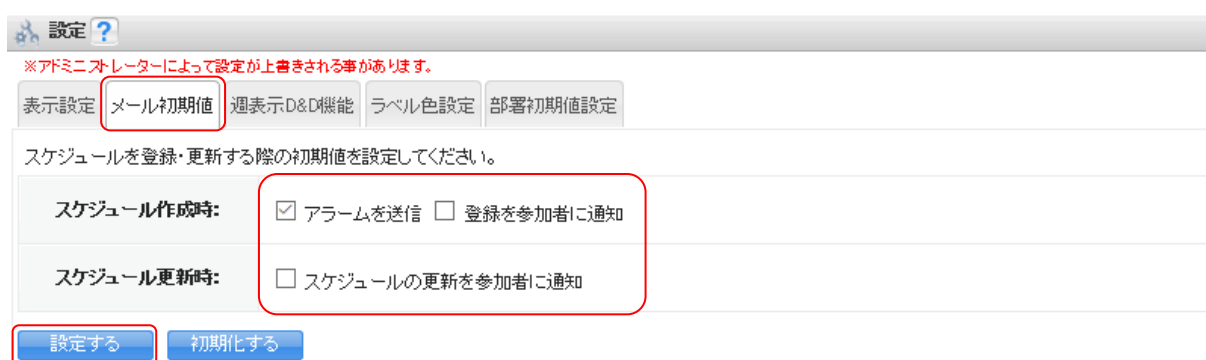 設定 ?
※アドミニストレーターによって設定が上書きされる事があります。
表示設定 メール初期値 週表示D&D機能 ラベル色設定 部署初期値設定
スケジュールを登録・更新する際の初期値を設定してください。
スケジュール作成時: アラームを送信 登録を参加者に通知
スケジュール更新時: スケジュールの更新を参加者に通知
設定する 初期化する